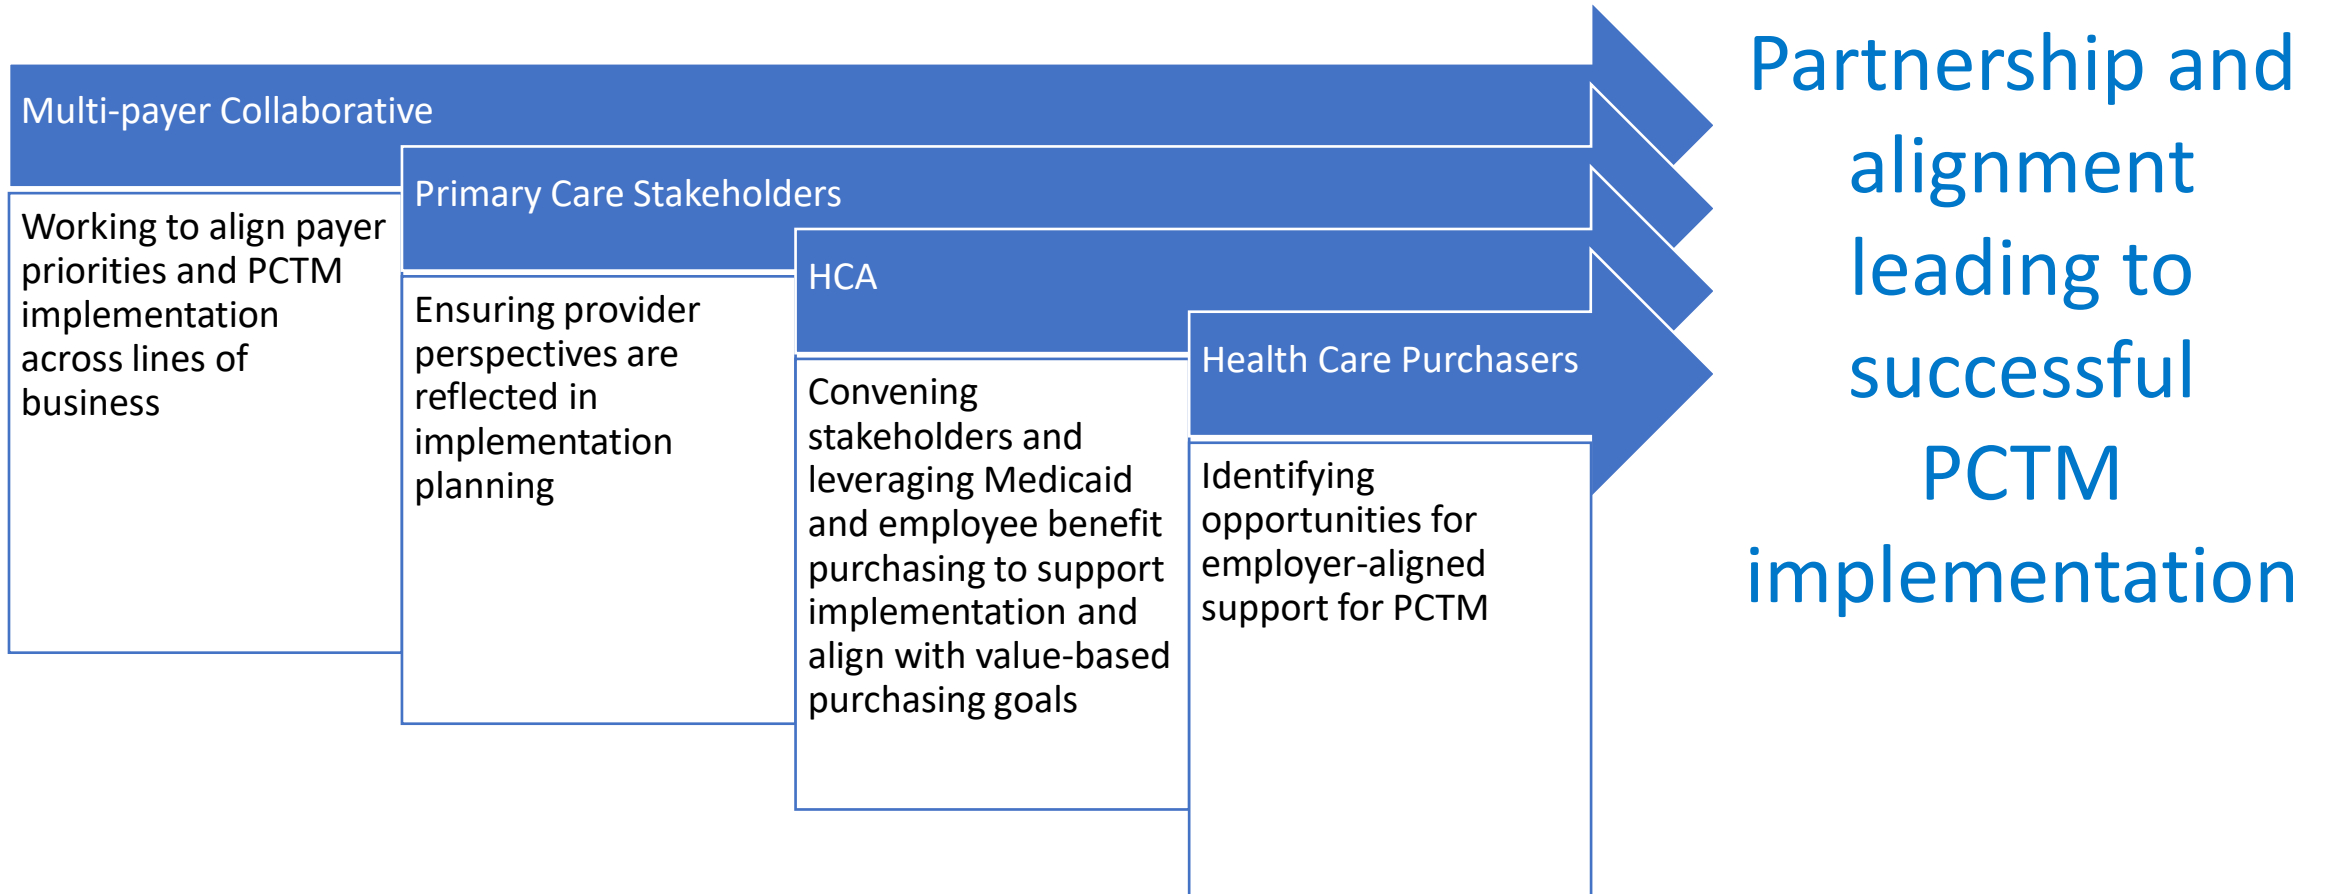 Multi-payer Collaborative
Working to align payer
priorities and PCTM
implementation
across lines of
business
Primary Care Stakeholders
Ensuring provider
perspectives are
reflected in
implementation
planning
HCA
Convening
stakeholders and
leveraging Medicaid
and employee benefit
purchasing to support
implementation and
align with value-based
purchasing goals
Health Care Purchasers
Identifying
opportunities for
employer-aligned
support for PCTM
Partnership and
alignment
leading to
successful
PCTM
implementation